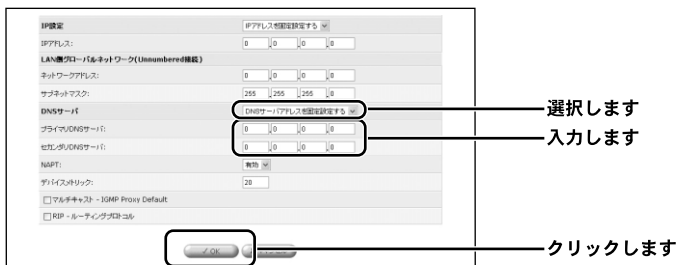 IP設定 IPアドレスを固定設定する
IPアドレス: 0 .0 .0 .0
LAN側グローバルネットワーク(Unnumbered接続)
ネットワークアドレス: 0 .0 .0 .0
サブネットマスク: 255 .255 .255 .0
DNSサーバ DNSサーバアドレスを固定設定する 選択します
プライマリDNSサーバ: 0 .0 .0 .0 入力します
セカンダリDNSサーバ: 0 .0 .0 .0
NAPT: 有効
デバイスメトリック: 20
マルチキャスト - IGMP Proxy Default
RIP - ルーティングプロトコル
✓ OK クリックします